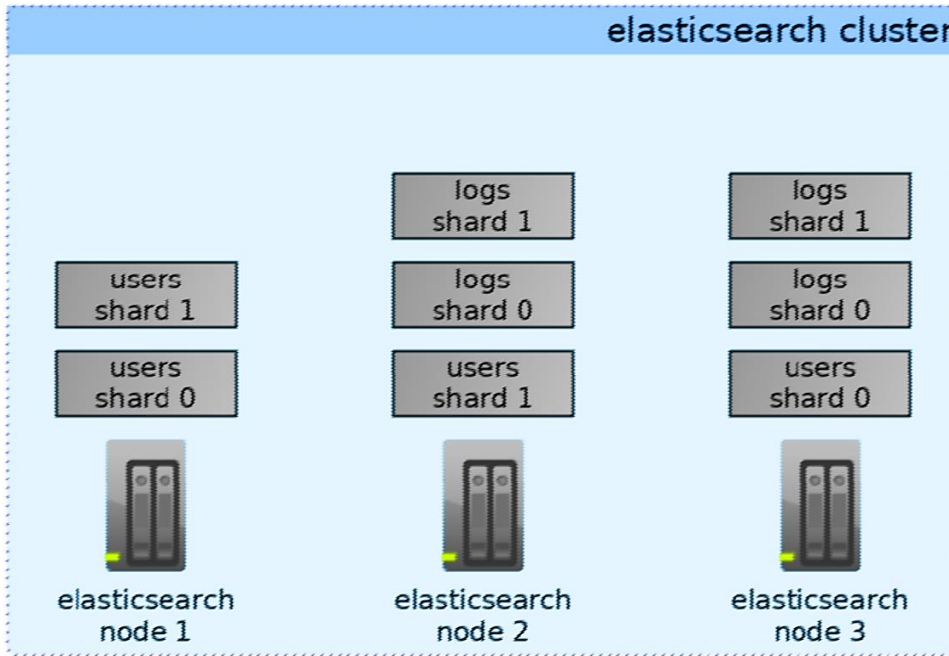 elasticsearch cluster
logs
shard 1
logs
shard 1
users
shard 1
logs
shard 0
logs
shard 0
users
shard 0
users
shard 1
users
shard 0
elasticsearch
node 1
elasticsearch
node 2
elasticsearch
node 3